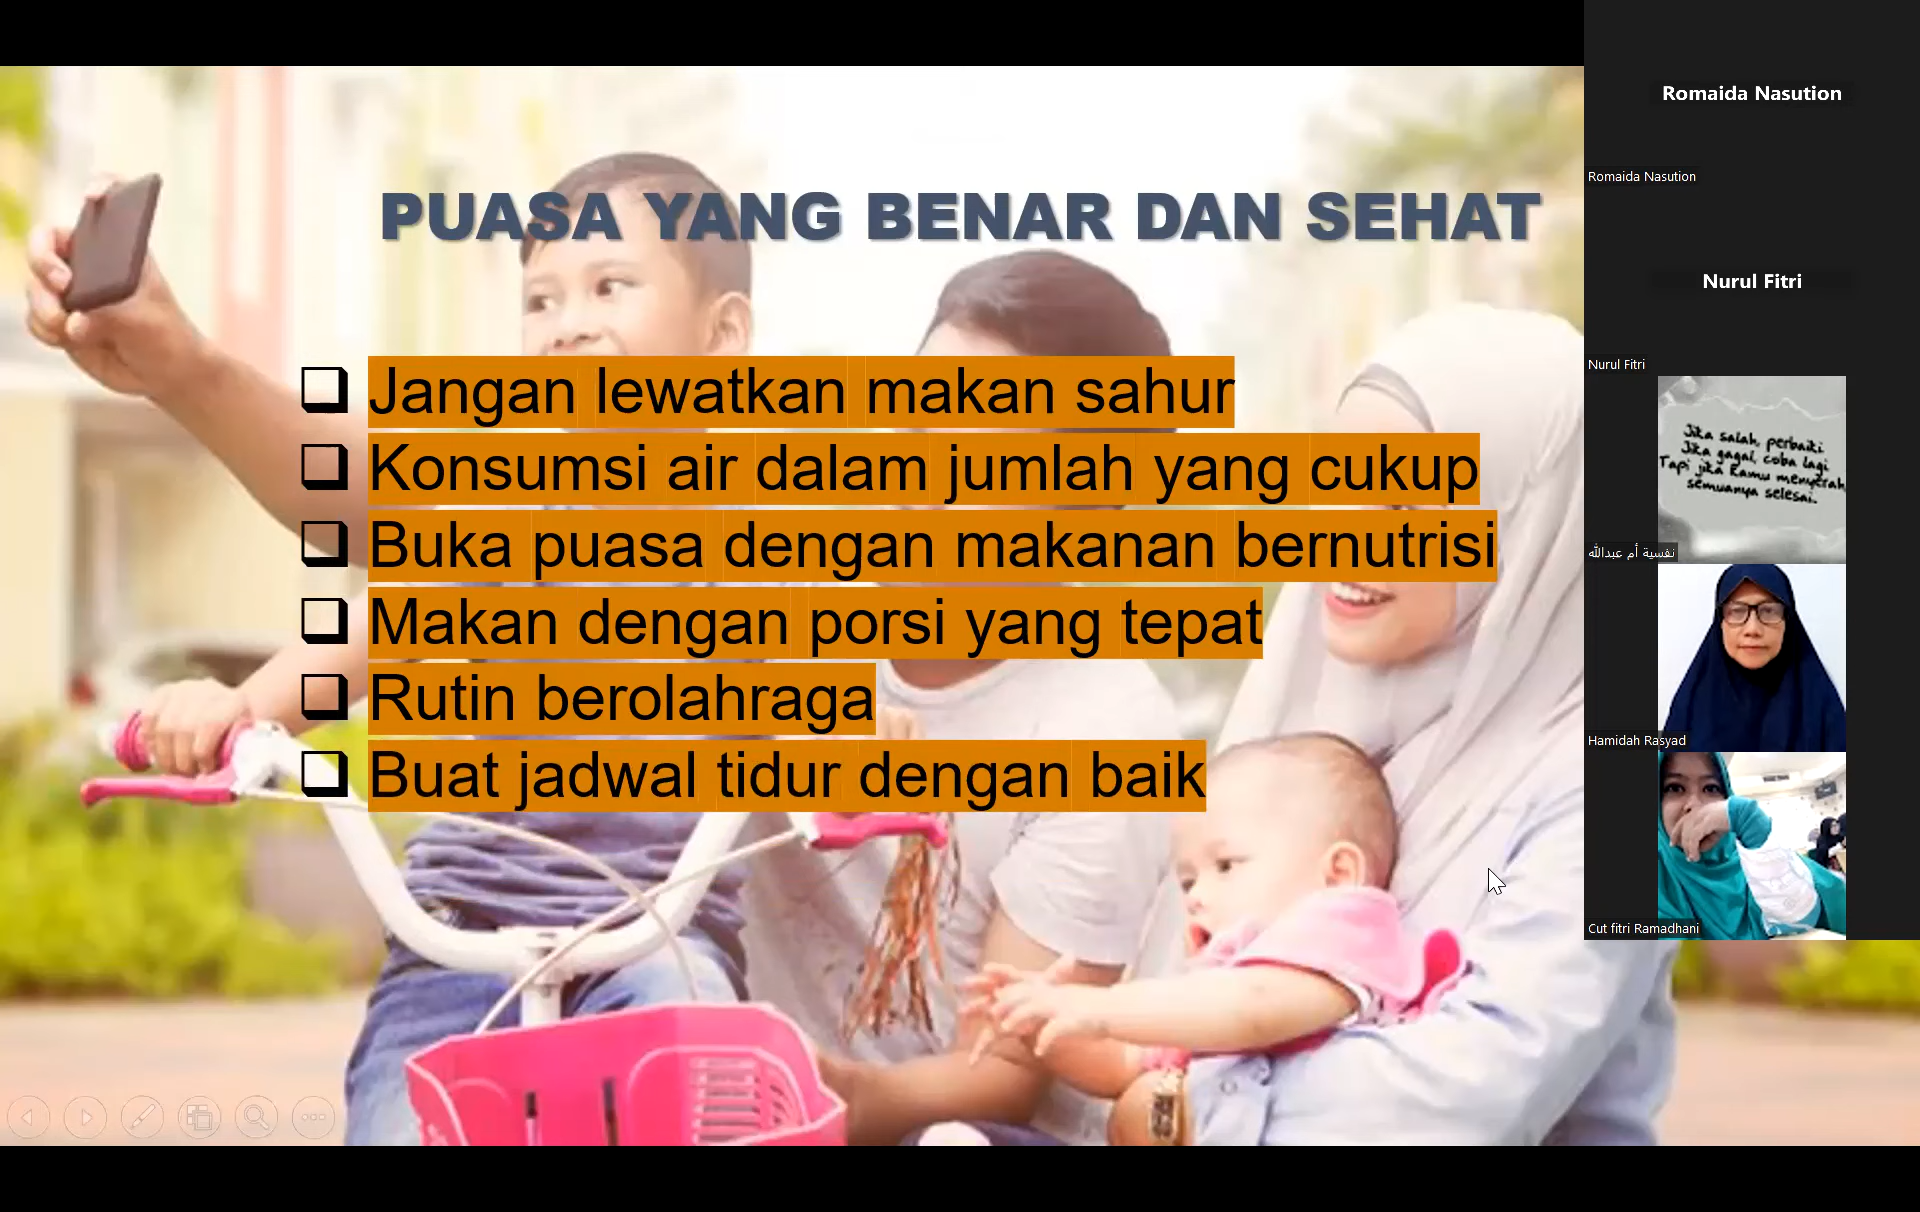 PUASA YANG BENAR DAN SEHAT
Jangan lewatkan makan sahur
Konsumsi air dalam jumlah yang cukup
Buka puasa dengan makanan bernutrisi
Makan dengan porsi yang tepat
Rutin berolahraga
Buat jadwal tidur dengan baik
Romaida Nasution
Romaida Nasution
Nurul Fitri
Nurul Fitri
Jika salah, perbaiki
Jika gagal, coba lagi
Tapi jika kamu menyerah
semuanya selesai.
نفسية أم عبدالله
Hamidah Rasyad
Cut fitri Ramadhani